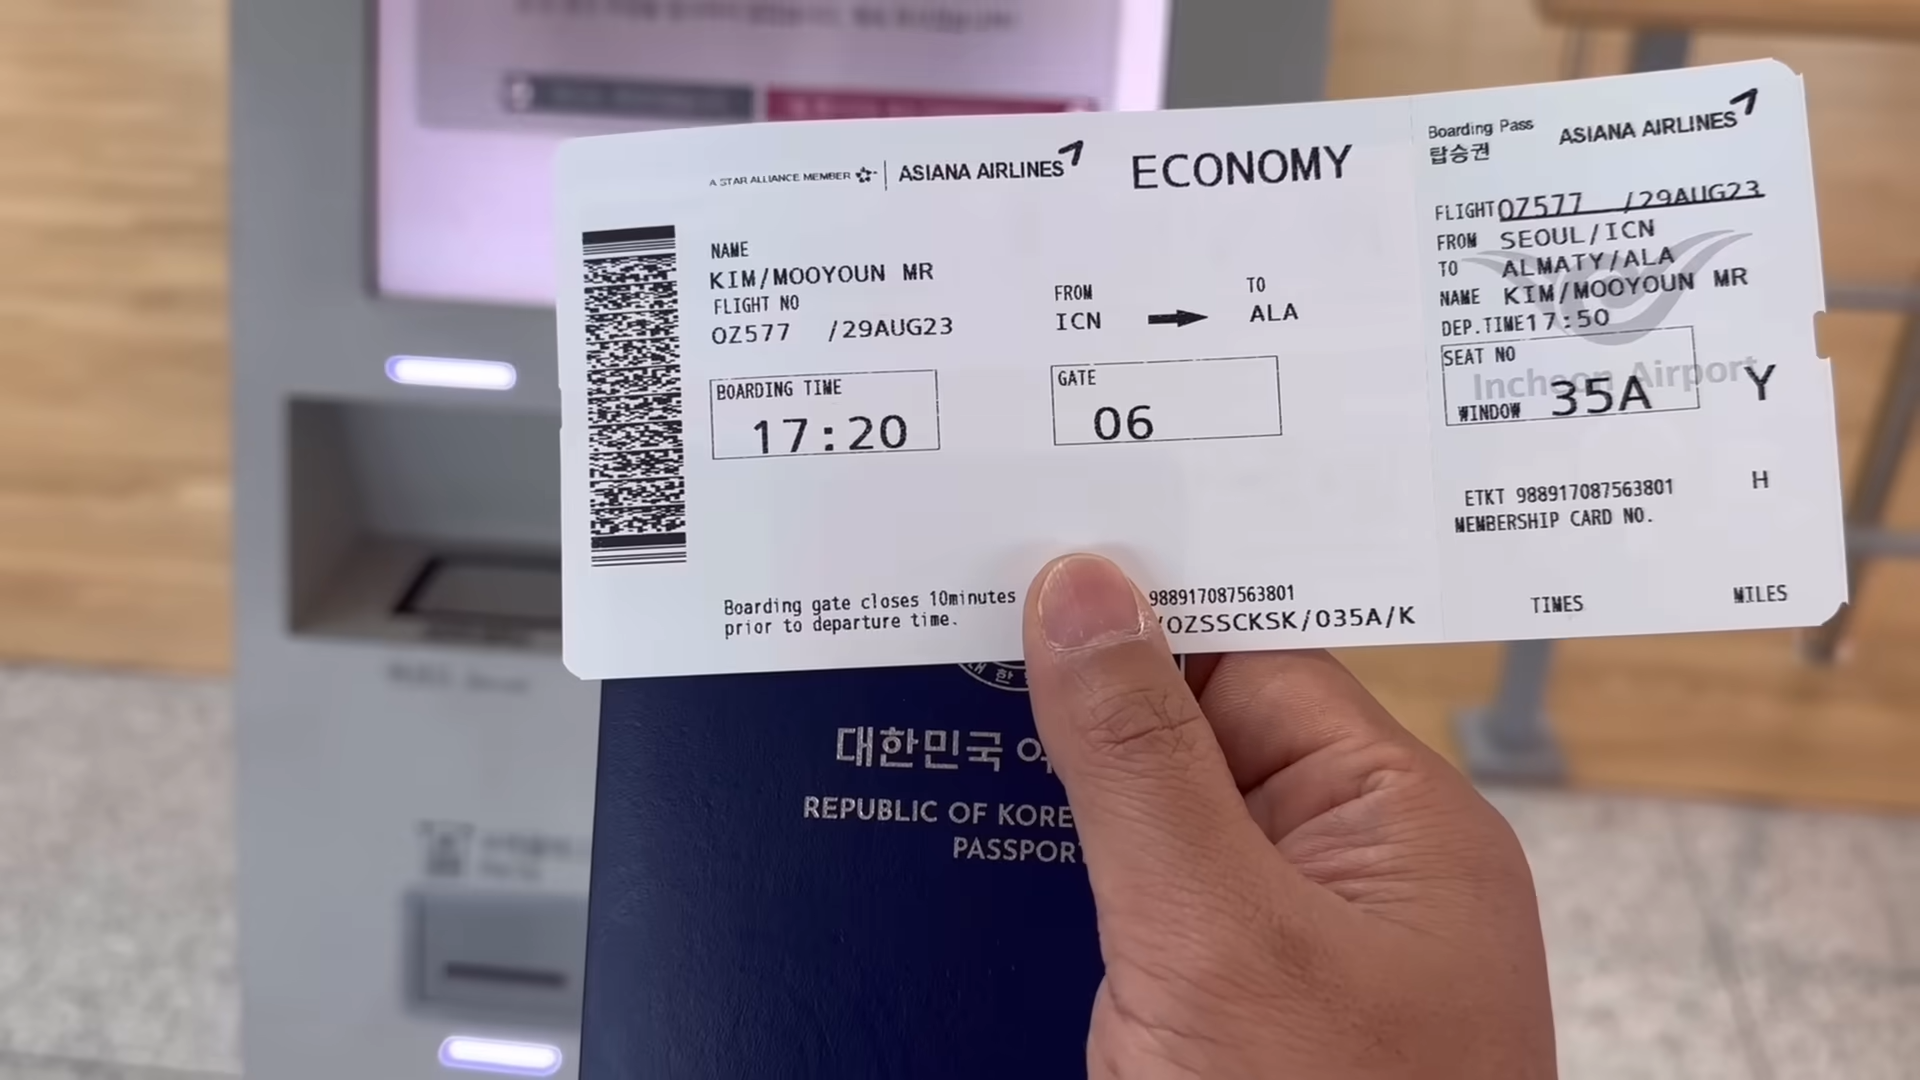 A STAR ALLIANCE MEMBER ASIANA AIRLINES ECONOMY
NAME
KIM/MOOYOUN MR
FLIGHT NO
OZ577 /29AUG23
FROM
ICN
TO
ALA
BOARDING TIME
17:20
GATE
06
Boarding gate closes 10minutes
prior to departure time.
988917087563801
/OZSSCKSK/035A/K
Boarding Pass
탑승권
ASIANA AIRLINES
FLIGHT OZ577 /29AUG23
FROM SEOUL/ICN
TO ALMATY/ALA
NAME KIM/MOOYOUN MR
DEP.TIME 17:50
SEAT NO
WINDOW 35A
Y
Incheon Airport
H
ETKT 988917087563801
MEMBERSHIP CARD NO.
TIMES MILES
대한민국
REPUBLIC OF KORE
PASSPOR